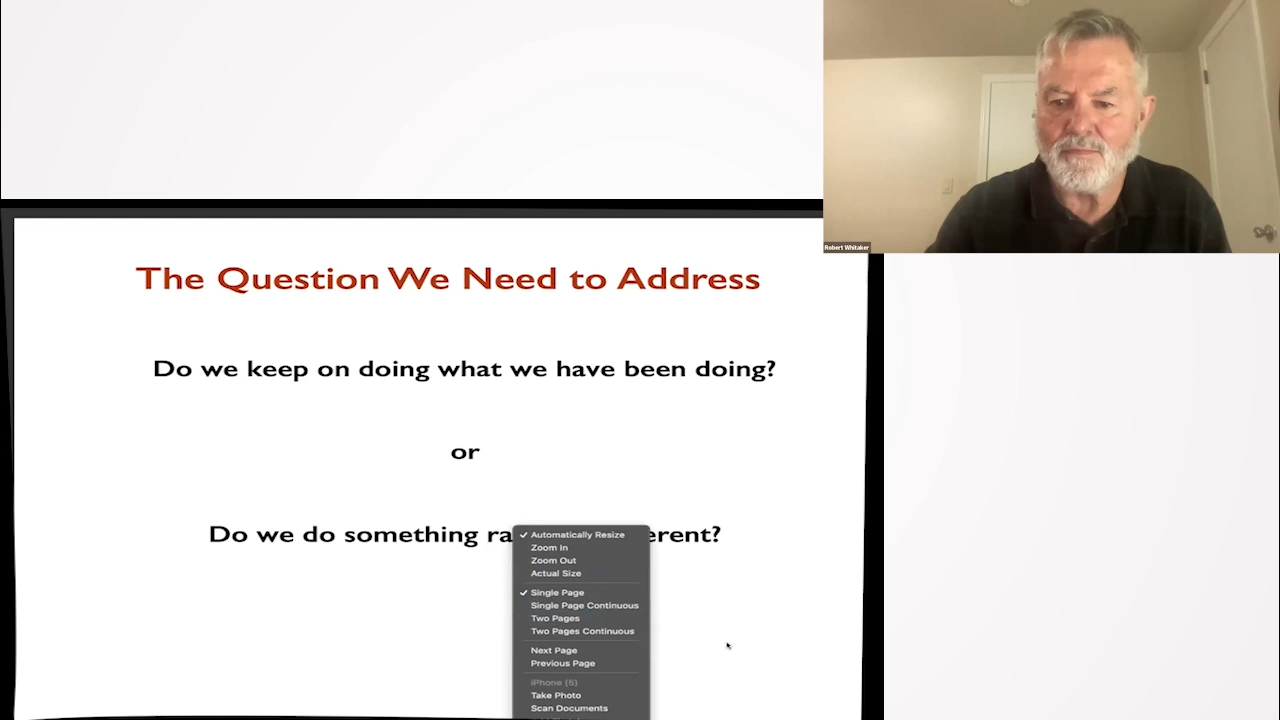 Robert Whitaker
The Question We Need to Address
Do we keep on doing what we have been doing?
or
Do we do something ra erent?
Automatically Resize
Zoom In
Zoom Out
Actual Size
Single Page
Single Page Continuous
Two Pages
Two Pages Continuous
Next Page
Previous Page
iPhone (5)
Take Photo
Scan Documents